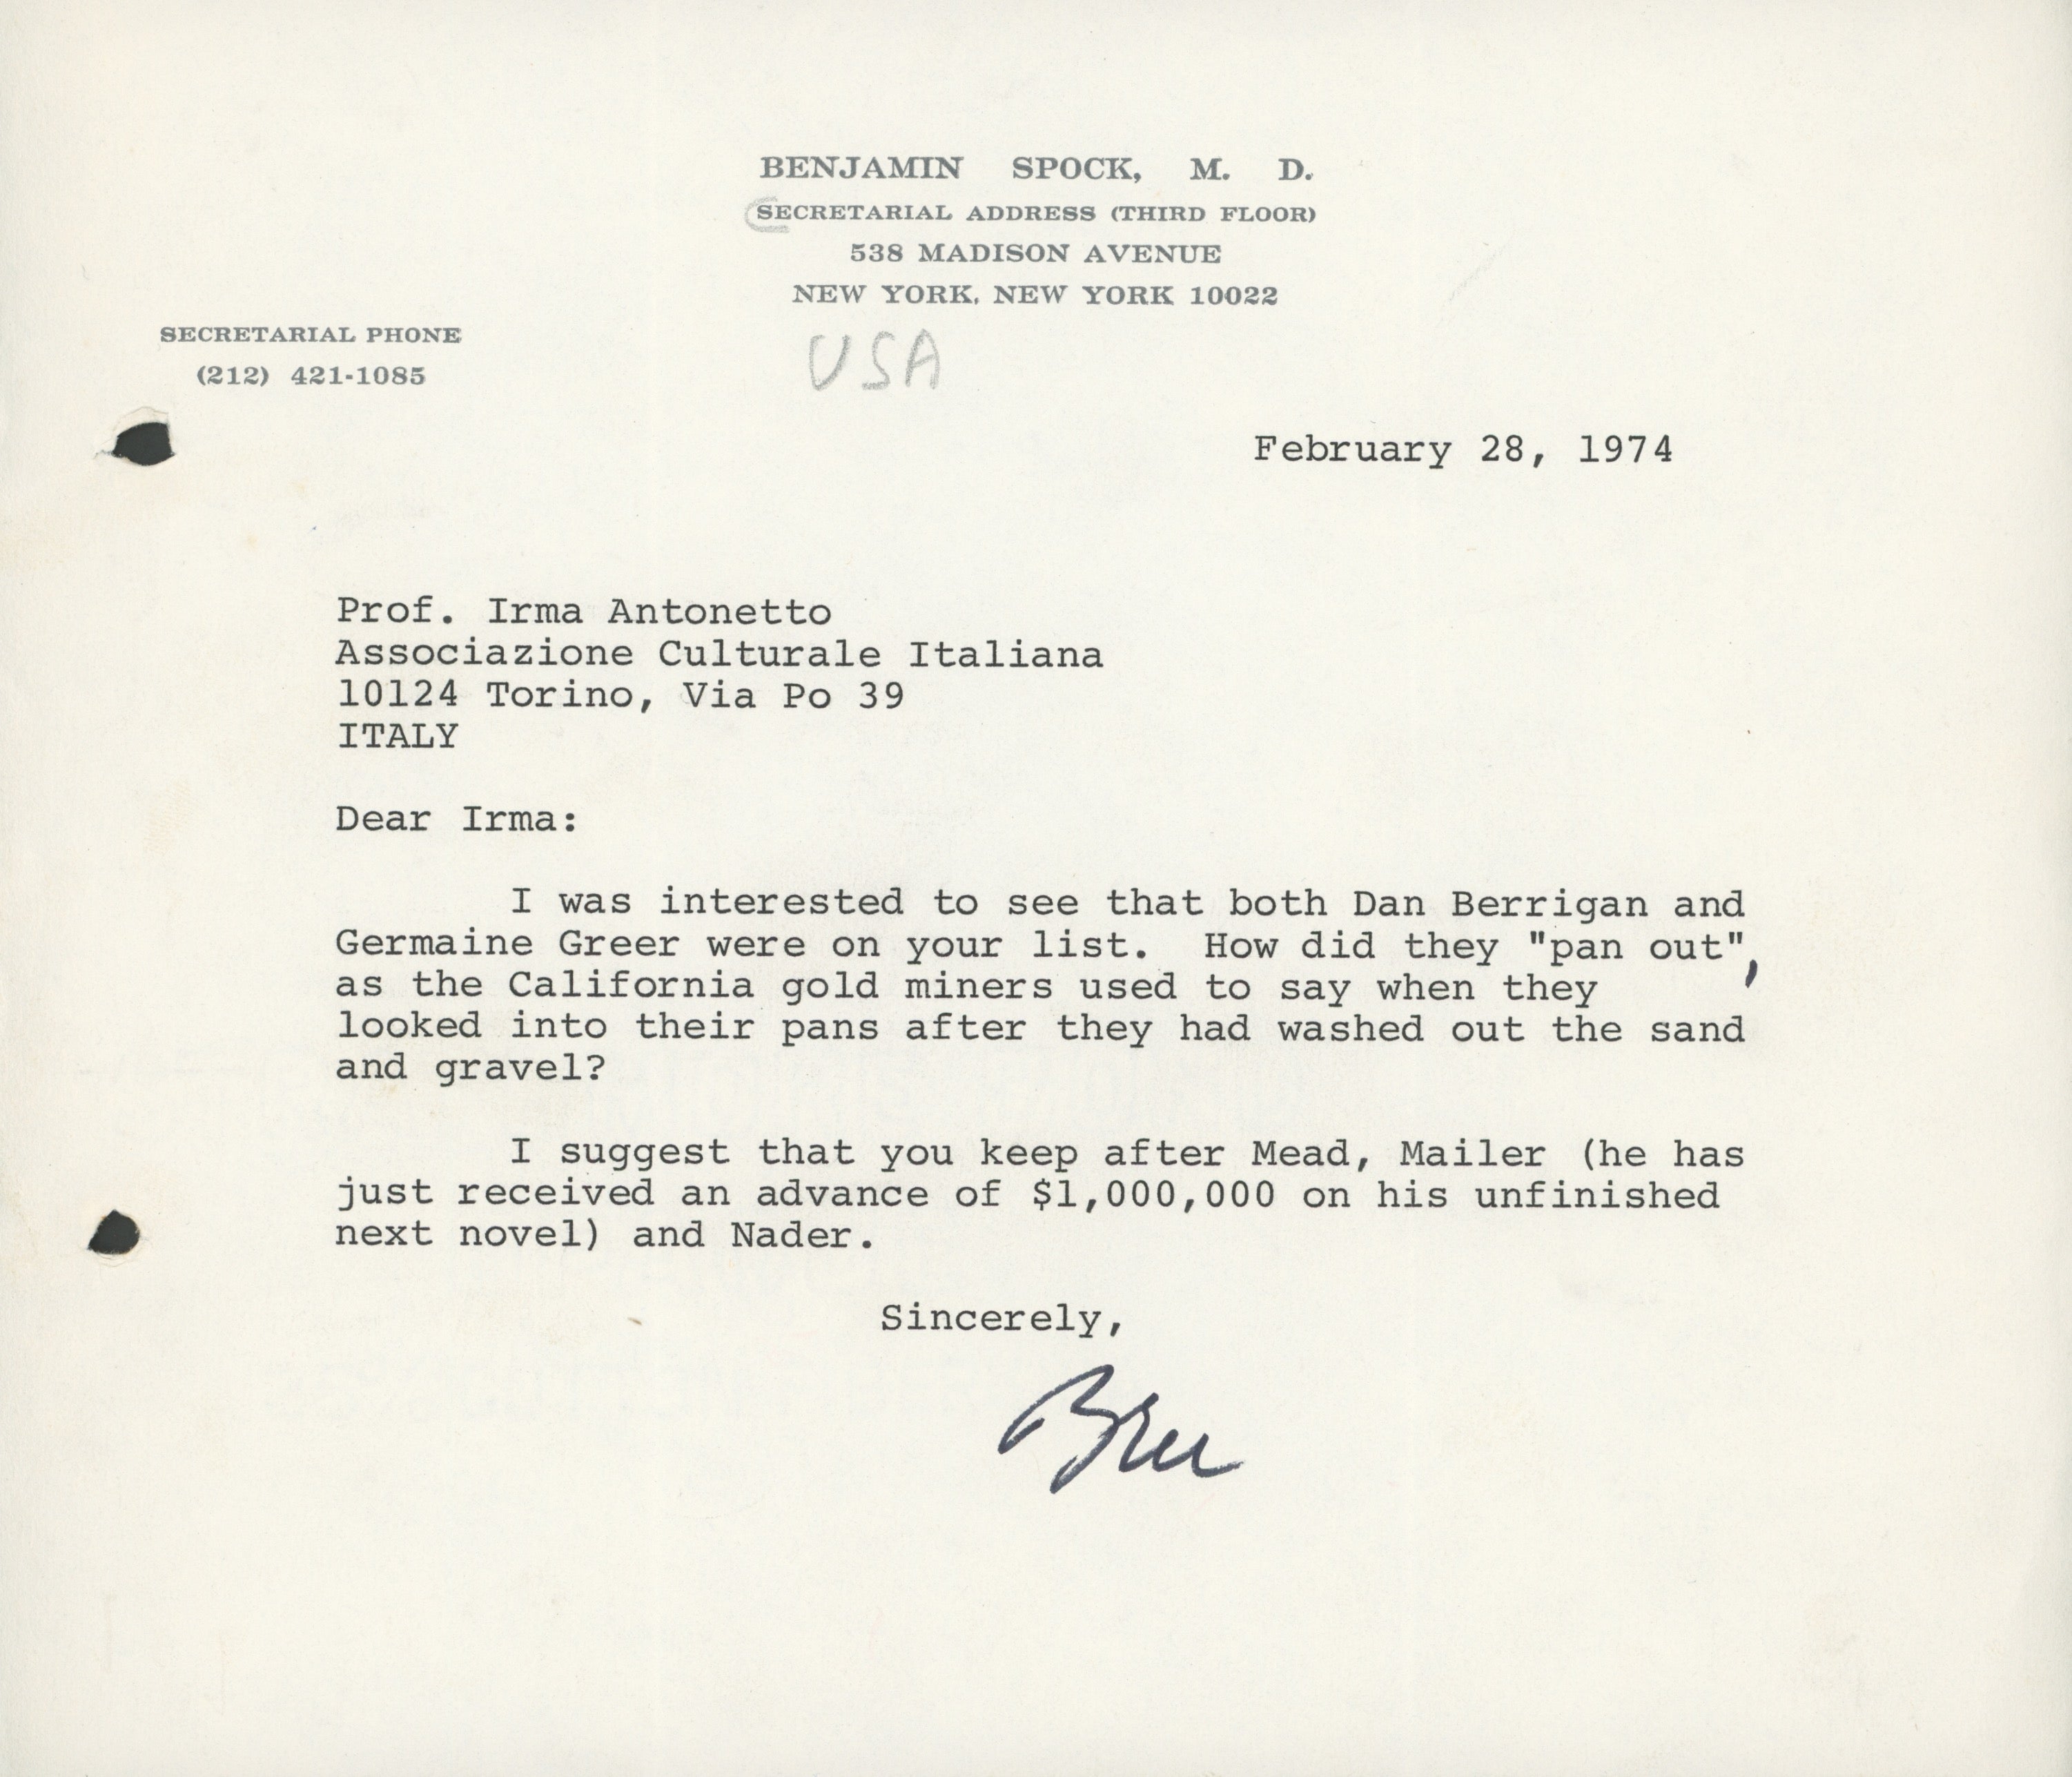 BENJAMIN SPOCK, M. D.
SECRETARIAL ADDRESS (THIRD FLOOR)
538 MADISON AVENUE
NEW YORK, NEW YORK 10022
SECRETARIAL PHONE
(212) 421-1085
USA
February 28, 1974
Prof. Irma Antonetto
Associazione Culturale Italiana
10124 Torino, Via Po 39
ITALY
Dear Irma:
I was interested to see that both Dan Berrigan and
Germaine Greer were on your list. How did they "pan out",
as the California gold miners used to say when they
looked into their pans after they had washed out the sand
and gravel?
I suggest that you keep after Mead, Mailer (he has
just received an advance of $1,000,000 on his unfinished
next novel) and Nader.
Sincerely,